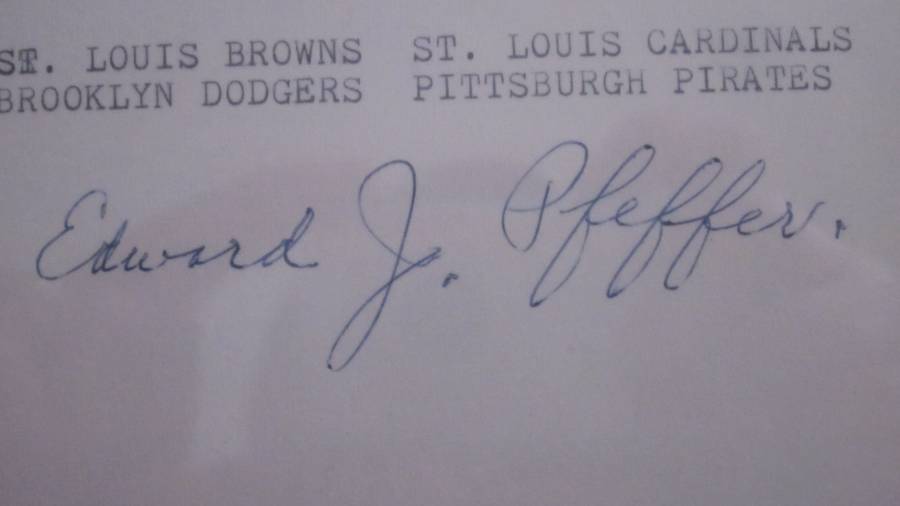 ST. LOUIS BROWNS ST. LOUIS CARDINALS
BROOKLYN DODGERS PITTSBURGH PIRATES
Edward J. Pfeffer.